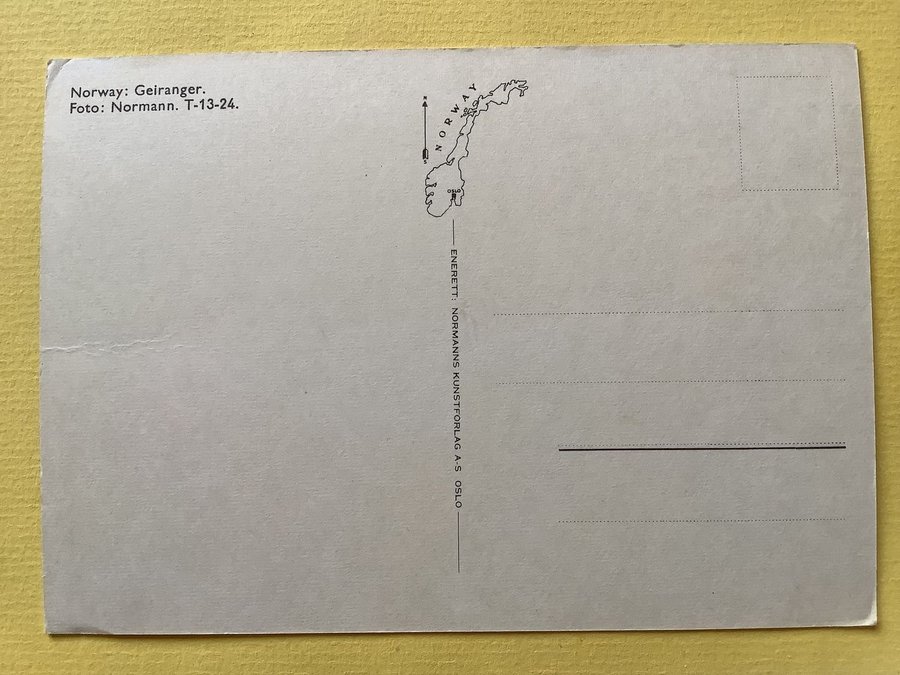 Norway: Geiranger.
Foto: Normann. T-13-24.
N
S
NORWAY
OSLO
ENERETT: NORMANNS KUNSTFORLAG A-S OSLO